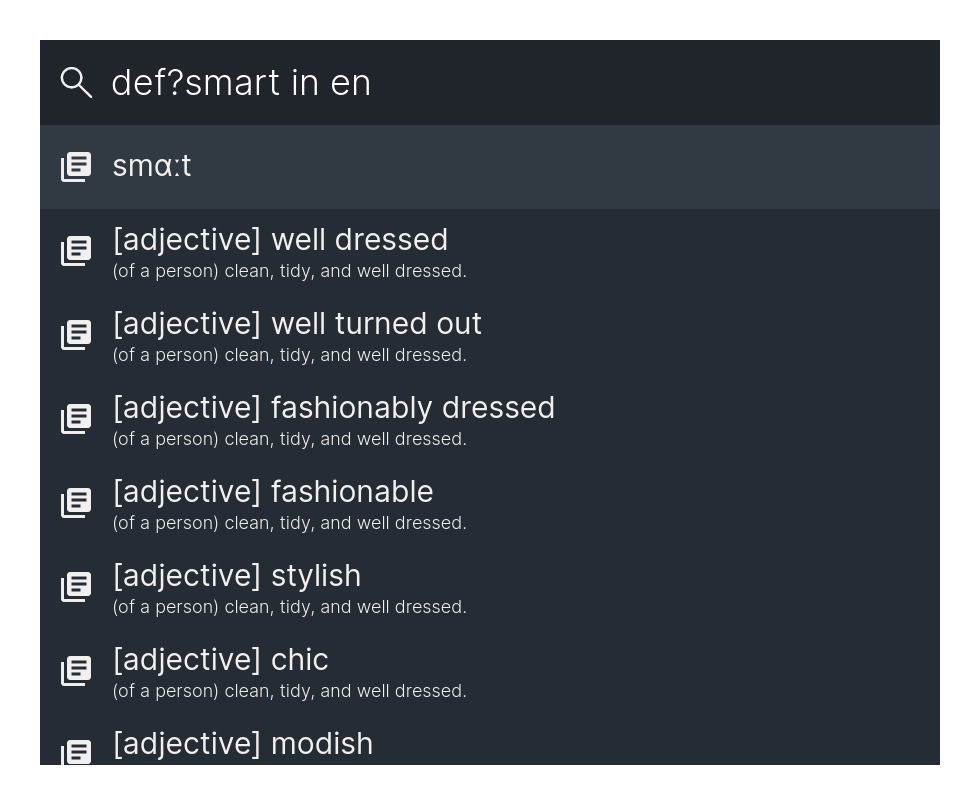 def?smart in en
smɑːt
[adjective] well dressed
(of a person) clean, tidy, and well dressed.
[adjective] well turned out
(of a person) clean, tidy, and well dressed.
[adjective] fashionably dressed
(of a person) clean, tidy, and well dressed.
[adjective] fashionable
(of a person) clean, tidy, and well dressed.
[adjective] stylish
(of a person) clean, tidy, and well dressed.
[adjective] chic
(of a person) clean, tidy, and well dressed.
[adjective] modish